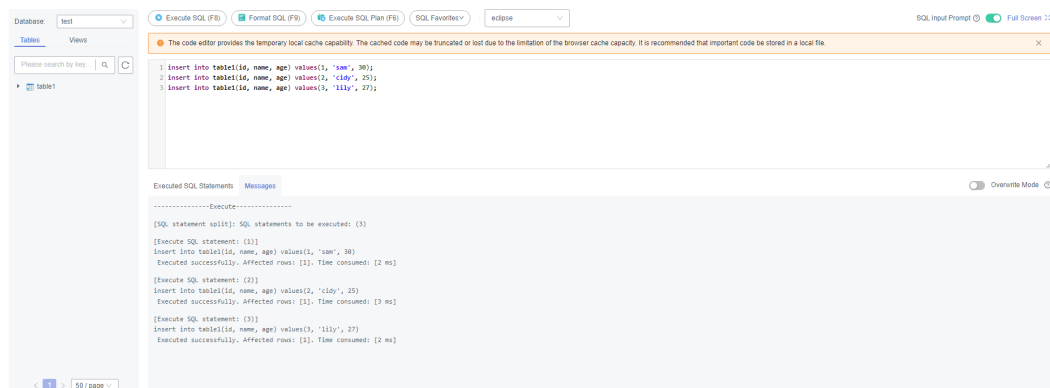 Database: test
Tables Views
Please search by key...
table1
< 1 > 50 / page
Execute SQL (F8) Format SQL (F9) Execute SQL Plan (F6) SQL Favorites eclipse
SQL Input Prompt Full Screen
The code editor provides the temporary local cache capability. The cached code may be truncated or lost due to the limitation of the browser cache capacity. It is recommended that important code be stored in a local file.
1 insert into table1(id, name, age) values(1, 'sam', 30);
2 insert into table1(id, name, age) values(2, 'cidy', 25);
3 insert into table1(id, name, age) values(3, 'lily', 27);
Executed SQL Statements Messages
Overwrite Mode
---------------Execute---------------
[SQL statement split]: SQL statements to be executed: (3)
[Execute SQL statement: (1)]
insert into table1(id, name, age) values(1, 'sam', 30)
Executed successfully. Affected rows: [1]. Time consumed: [2 ms]
[Execute SQL statement: (2)]
insert into table1(id, name, age) values(2, 'cidy', 25)
Executed successfully. Affected rows: [1]. Time consumed: [3 ms]
[Execute SQL statement: (3)]
insert into table1(id, name, age) values(3, 'lily', 27)
Executed successfully. Affected rows: [1]. Time consumed: [2 ms]